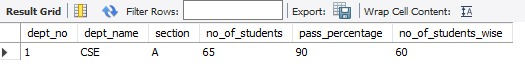 Result Grid Filter Rows: Export: Wrap Cell Content: IA
dept_no dept_name section no_of_students pass_percentage no_of_students_wise
1 CSE A 65 90 60